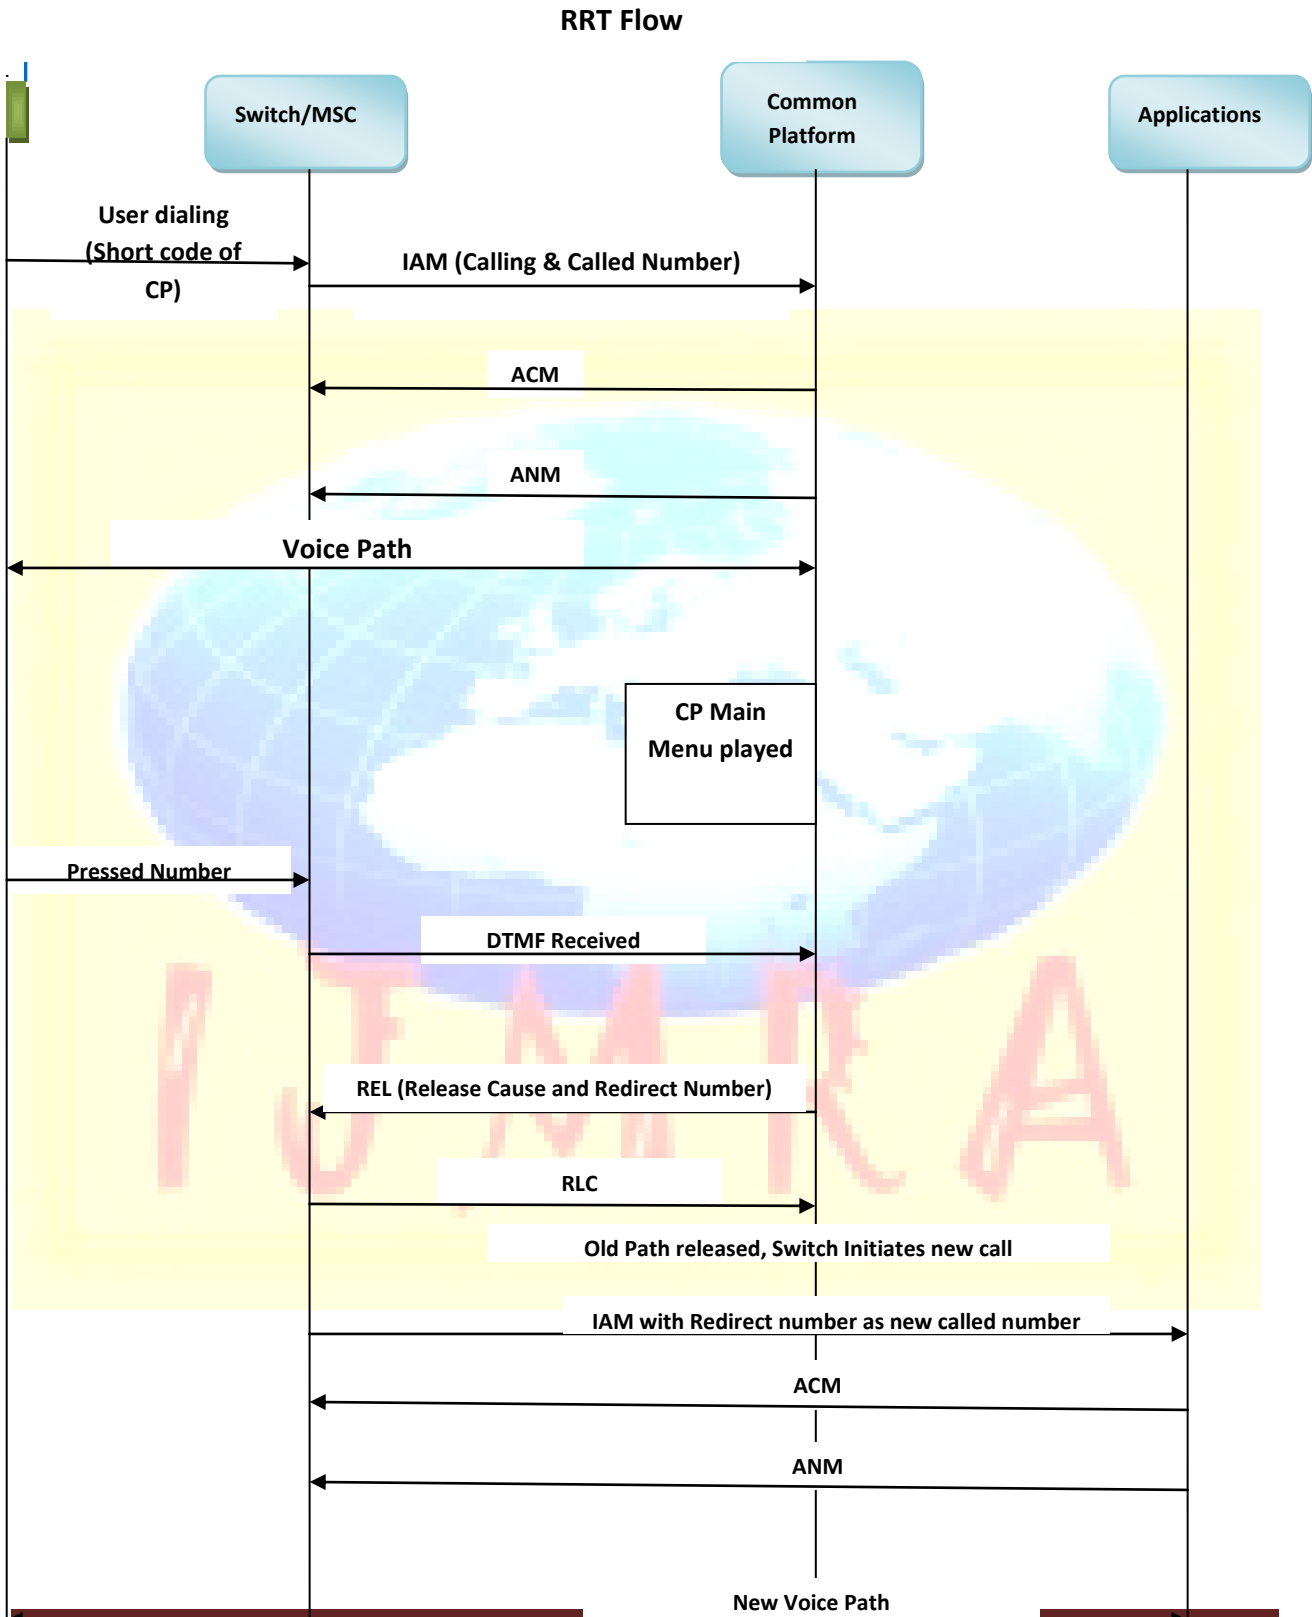 RRT Flow
Switch/MSC
Common
Platform
Applications
User dialing
(Short code of
CP)
IAM (Calling & Called Number)
ACM
ANM
Voice Path
CP Main
Menu played
Pressed Number
DTMF Received
REL (Release Cause and Redirect Number)
RLC
Old Path released, Switch Initiates new call
IAM with Redirect number as new called number
ACM
ANM
New Voice Path
IJMRA